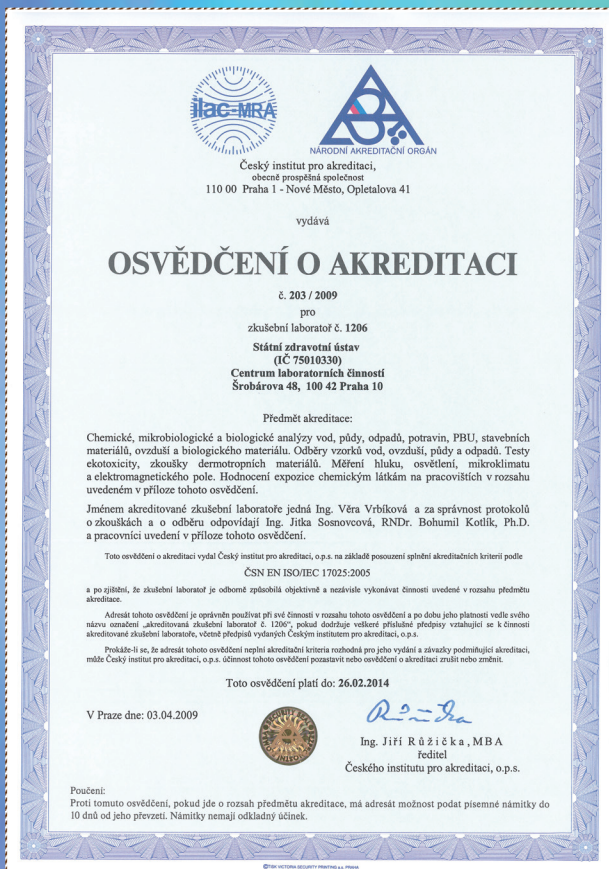 ilac-MRA
NÁRODNÍ AKREDITAČNÍ ORGÁN
Český institut pro akreditaci,
obecně prospěšná společnost
110 00 Praha 1 - Nové Město, Opletalova 41
vydává
OSVĚDČENÍ O AKREDITACI
č. 203 / 2009
pro
zkušební laboratoř č. 1206
Státní zdravotní ústav
(IČ 75010330)
Centrum laboratorních činností
Šrobárova 48, 100 42 Praha 10
Předmět akreditace:
Chemické, mikrobiologické a biologické analýzy vod, půdy, odpadů, potravin, PBU, stavebních
materiálů, ovzduší a biologického materiálu. Odběry vzorků vod, ovzduší, půdy a odpadů. Testy
ekotoxicity, zkoušky dermotropních materiálů. Měření hluku, osvětlení, mikroklimatu
a elektromagnetického pole. Hodnocení expozice chemickým látkám na pracovištích v rozsahu
uvedeném v příloze tohoto osvědčení.
Jménem akreditované zkušební laboratoře jedná Ing. Věra Vrbíková a za správnost protokolů
o zkouškách a o odběru odpovídají Ing. Jitka Sosnovcová, RNDr. Bohumil Kotlík, Ph.D.
a pracovníci uvedení v příloze tohoto osvědčení.
Toto osvědčení o akreditaci vydal Český institut pro akreditaci, o.p.s. na základě posouzení splnění akreditačních kriterií podle
ČSN EN ISO/IEC 17025:2005
a po zjištění, že zkušební laboratoř je odborně způsobilá objektivně a nezávisle vykonávat činnosti uvedené v rozsahu předmětu
akreditace.
Adresát tohoto osvědčení je oprávněn používat při své činnosti v rozsahu tohoto osvědčení a po dobu jeho platnosti vedle svého
názvu označení „akreditovaná zkušební laboratoř č. 1206“, pokud dodržuje veškeré příslušné předpisy vztahující se k činnosti
akreditované zkušební laboratoře, včetně předpisů vydaných Českým institutem pro akreditaci, o.p.s.
Prokáže-li se, že adresát tohoto osvědčení neplní akreditační kriteria rozhodná pro jeho vydání a závazky podmiňující akreditaci,
může Český institut pro akreditaci, o.p.s. účinnost tohoto osvědčení pozastavit nebo osvědčení o akreditaci zrušit nebo změnit.
Toto osvědčení platí do: 26.02.2014
V Praze dne: 03.04.2009
Ing. Jiří Růžička, MBA
ředitel
Českého institutu pro akreditaci, o.p.s.
Poučení:
Proti tomuto osvědčení, pokud jde o rozsah předmětu akreditace, má adresát možnost podat písemné námitky do
10 dnů od jeho převzetí. Námitky nemají odkladný účinek.
©TISK VICTORIA SECURITY PRINTING a.s. PRAHA